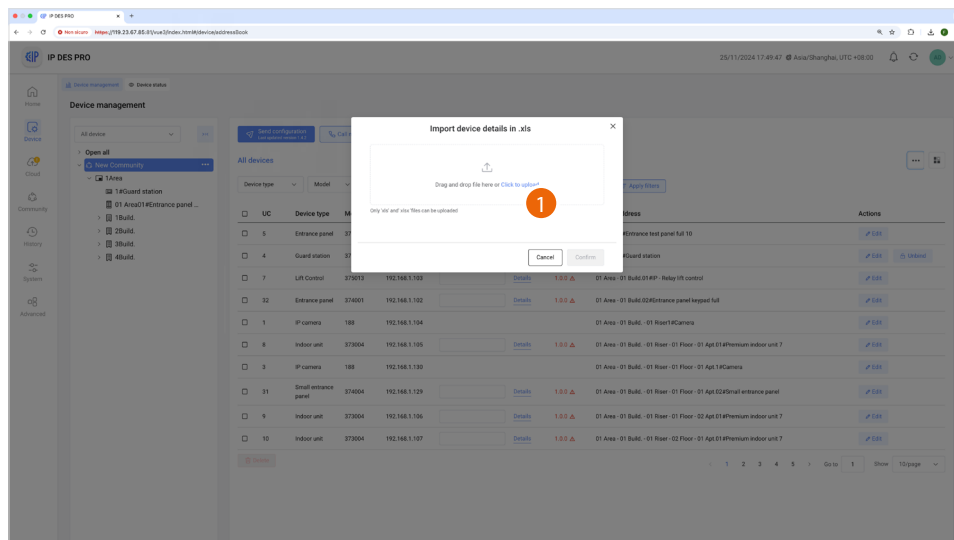 IP DES PRO
Non sicuro https://119.23.67.85:81/vue3/index.html#/device/addressBook
IP DES PRO
25/11/2024 17:49:47 Asia/Shanghai, UTC +08:00
Device management
Device status
Home
Device management
Device
Cloud
Community
History
System
Advanced
All device
Open all
New Community
1Area
1#Guard station
01 Area01#Entrance panel ...
1Build.
2Build.
3Build.
4Build.
Send configuration
All devices
Device type
Model
Apply filters
Import device details in .xls
Drag and drop file here or Click to upload
1
Only 'xls' and 'xlsx' files can be uploaded
Cancel Confirm
UC Device type Actions
5 Entrance panel #Entrance test panel full 10 Edit
4 Guard station #Guard station Edit Unbind
7 Lift Control 375013 192.168.1.103 Details 1.0.0 01 Area - 01 Build.01#IP - Relay lift control Edit
32 Entrance panel 374001 192.168.1.102 Details 1.0.0 01 Area - 01 Build.02#Entrance panel keypad full Edit
1 IP camera 188 192.168.1.104 01 Area - 01 Build. - 01 Riser1#Camera Edit
8 Indoor unit 373004 192.168.1.105 Details 1.0.0 01 Area - 01 Build. - 01 Riser - 01 Floor - 01 Apt.01#Premium indoor unit 7 Edit
3 IP camera 188 192.168.1.130 01 Area - 01 Build. - 01 Riser - 01 Floor - 01 Apt.1#Camera Edit
31 Small entrance panel 374004 192.168.1.129 Details 1.0.0 01 Area - 01 Build. - 01 Riser - 01 Floor - 01 Apt.02#Small entrance panel Edit
9 Indoor unit 373004 192.168.1.106 Details 1.0.0 01 Area - 01 Build. - 01 Riser - 01 Floor - 02 Apt.01#Premium indoor unit 7 Edit
10 Indoor unit 373004 192.168.1.107 Details 1.0.0 01 Area - 01 Build. - 01 Riser - 02 Floor - 01 Apt.01#Premium indoor unit 7 Edit
Delete
1 2 3 4 5 Go to 1 Show 10/page